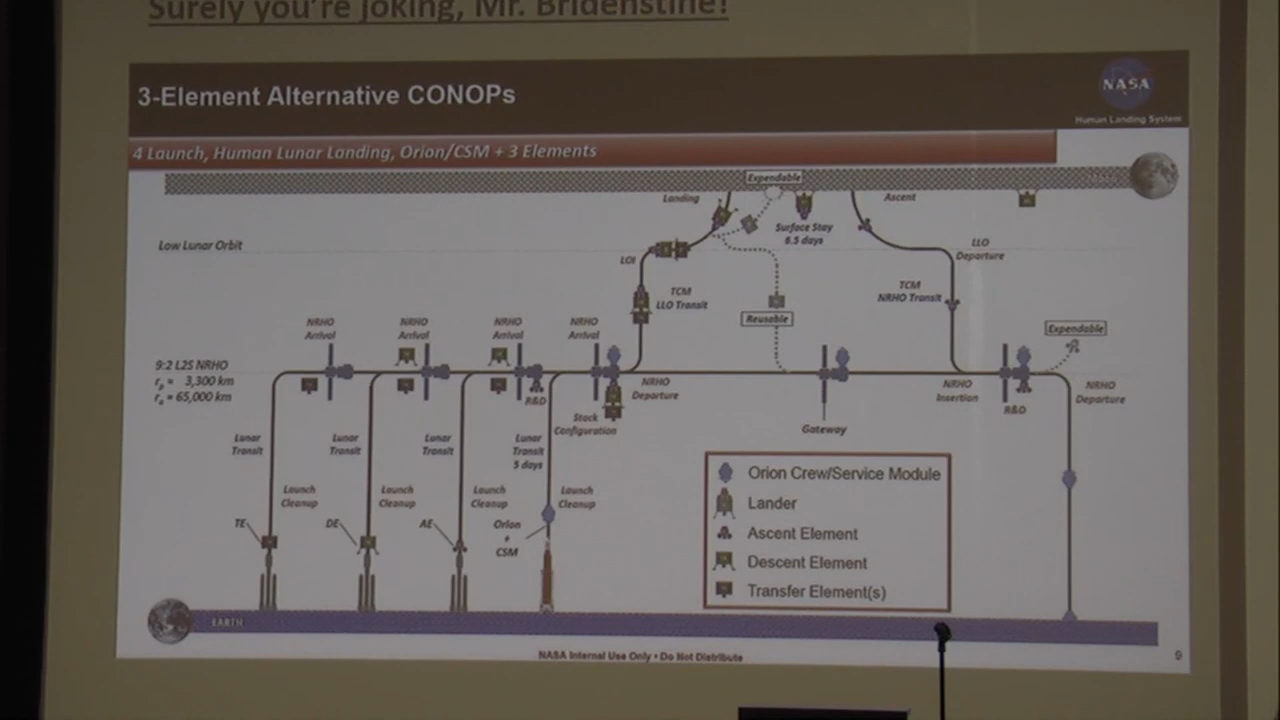 Surely you're joking, Mr. Bridenstine!
3-Element Alternative CONOPs
NASA
Human Landing System
4 Launch, Human Lunar Landing, Orion/CSM + 3 Elements
Expendable
Landing
Surface Stay
6.5 days
Ascent
Low Lunar Orbit
LOI
LLO
Departure
TCM
LLO Transit
TCM
NRHO Transit
Reusable
Expendable
NRHO
Arrival
NRHO
Arrival
NRHO
Arrival
NRHO
Arrival
9:2 L2S NRHO
rp = 3,300 km
ra = 65,000 km
R&D
Stack
Configuration
NRHO
Departure
Gateway
NRHO
Insertion
R&D
NRHO
Departure
Lunar
Transit
Lunar
Transit
Lunar
Transit
Lunar
Transit
5 days
Launch
Cleanup
Launch
Cleanup
Launch
Cleanup
Launch
Cleanup
TE
DE
AE
Orion
+
CSM
Orion Crew/Service Module
Lander
Ascent Element
Descent Element
Transfer Element(s)
EARTH
NASA Internal Use Only • Do Not Distribute
9